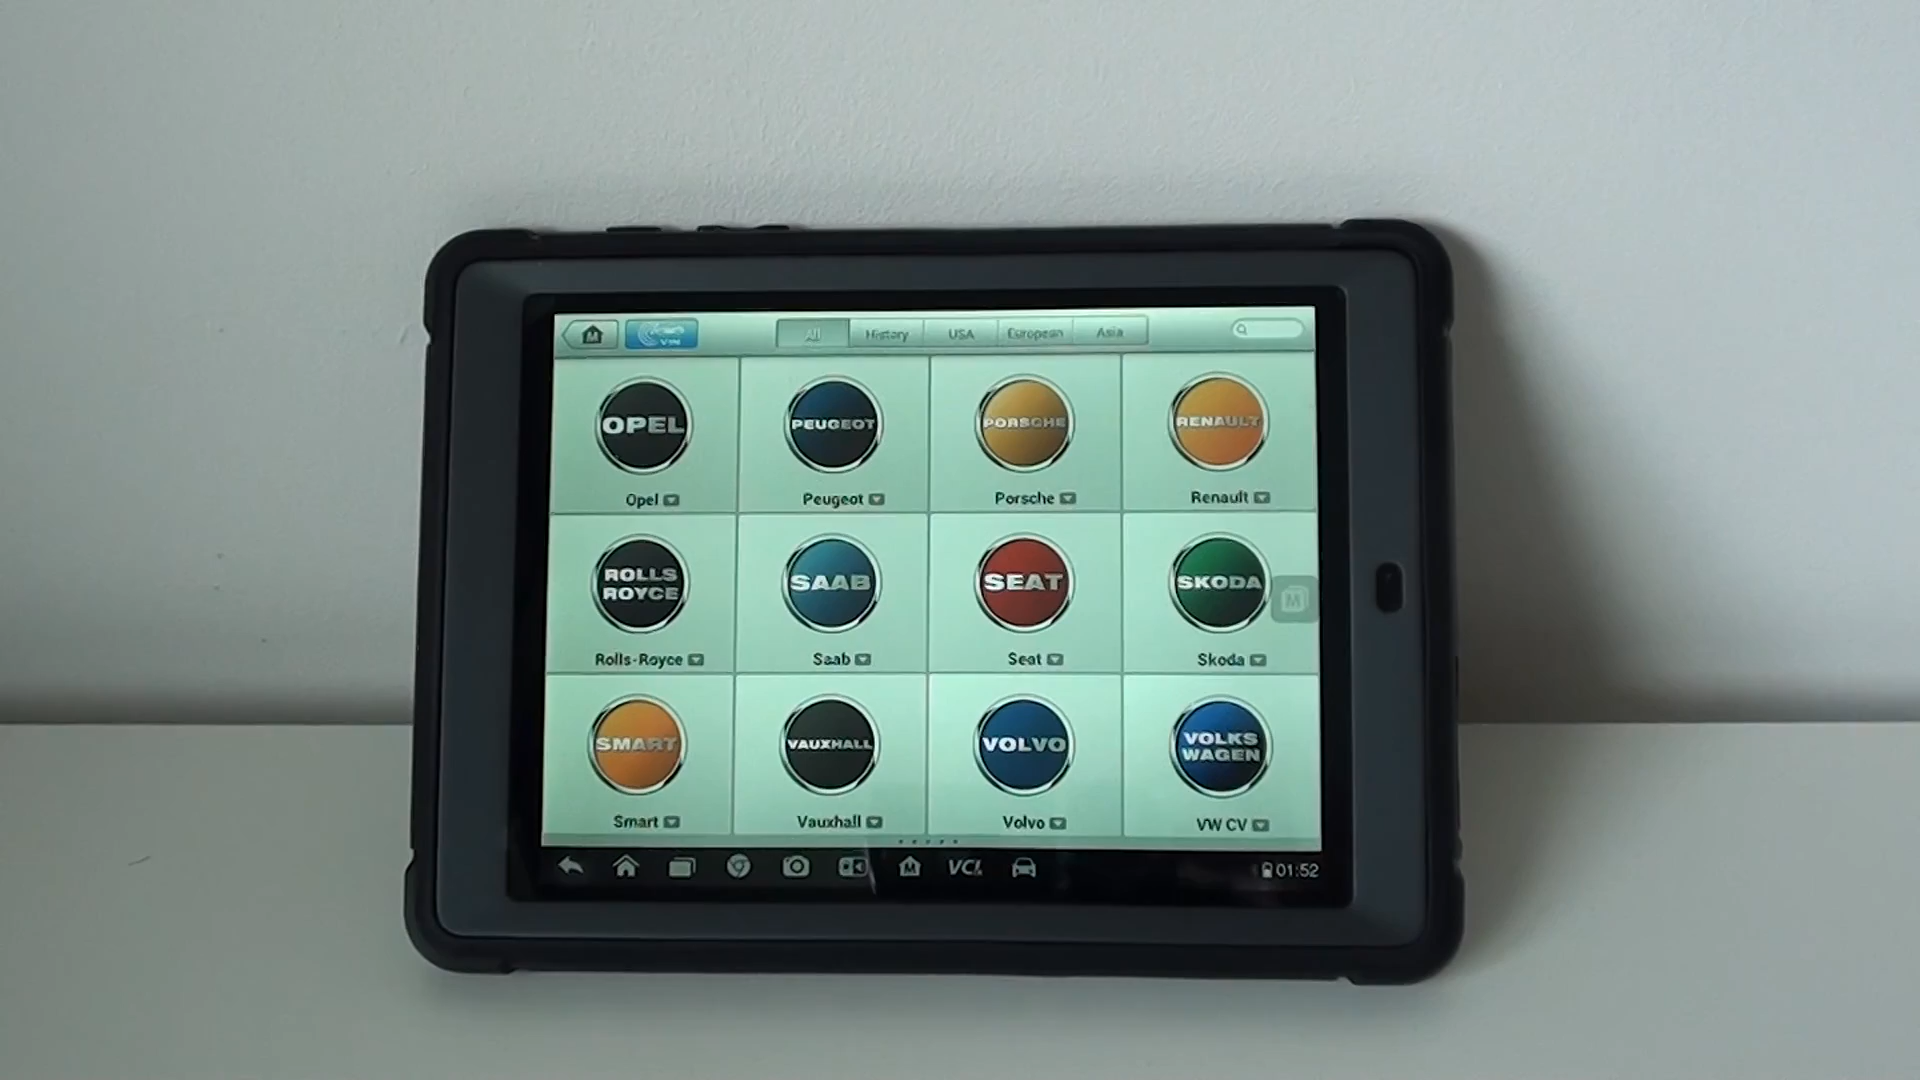 VIN
All History USA European Asia
OPEL PEUGEOT PORSCHE RENAULT
Opel Peugeot Porsche Renault
ROLLS ROYCE SAAB SEAT SKODA
M
Rolls-Royce Saab Seat Skoda
SMART VAUXHALL VOLVO VOLKS WAGEN
Smart Vauxhall Volvo VW CV
M VCI 01:52